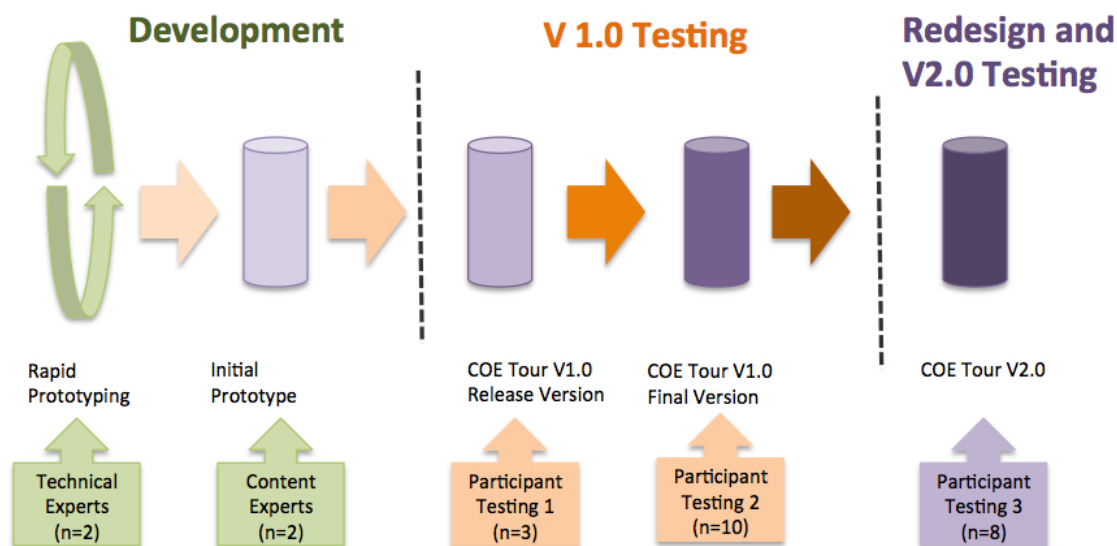 Development
V 1.0 Testing
Redesign and
V2.0 Testing
Rapid
Prototyping
Initial
Prototype
COE Tour V1.0
Release Version
COE Tour V1.0
Final Version
COE Tour V2.0
Technical
Experts
(n=2)
Content
Experts
(n=2)
Participant
Testing 1
(n=3)
Participant
Testing 2
(n=10)
Participant
Testing 3
(n=8)